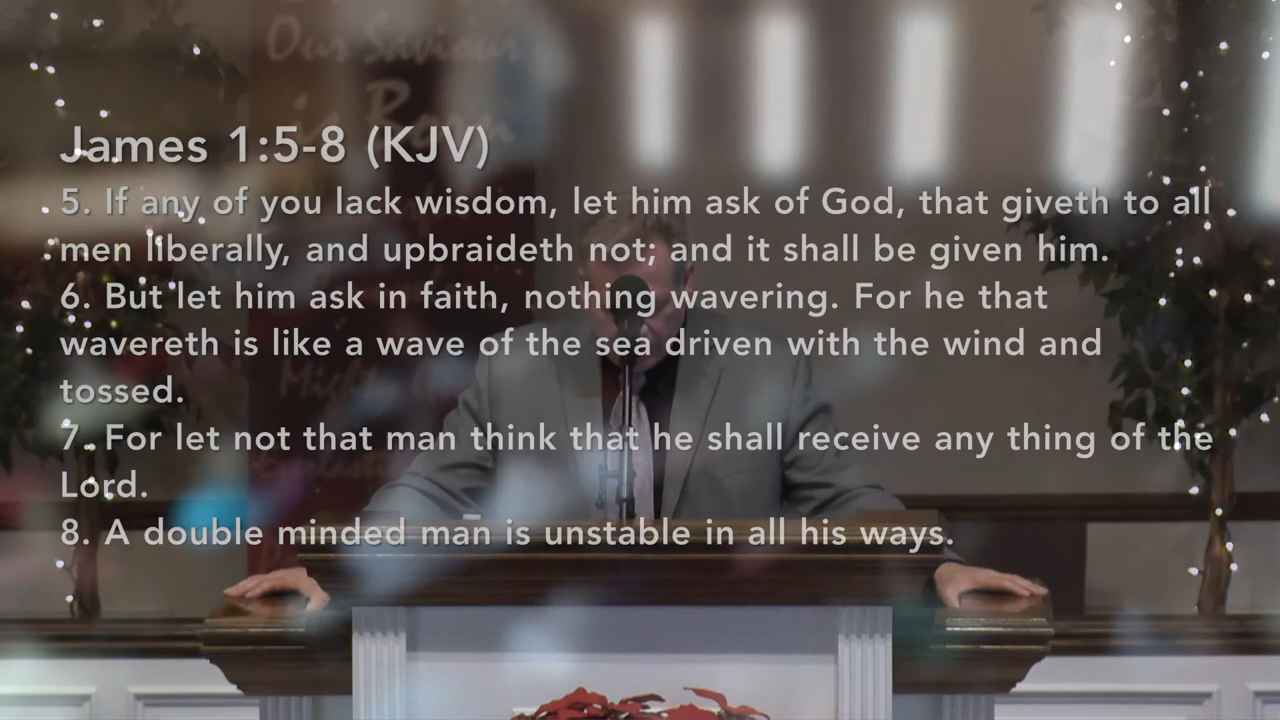 Our Saviour
is Born
James 1:5-8 (KJV)
5. If any of you lack wisdom, let him ask of God, that giveth to all
men liberally, and upbraideth not; and it shall be given him.
6. But let him ask in faith, nothing wavering. For he that
wavereth is like a wave of the sea driven with the wind and
tossed.
7. For let not that man think that he shall receive any thing of the
Lord.
8. A double minded man is unstable in all his ways.